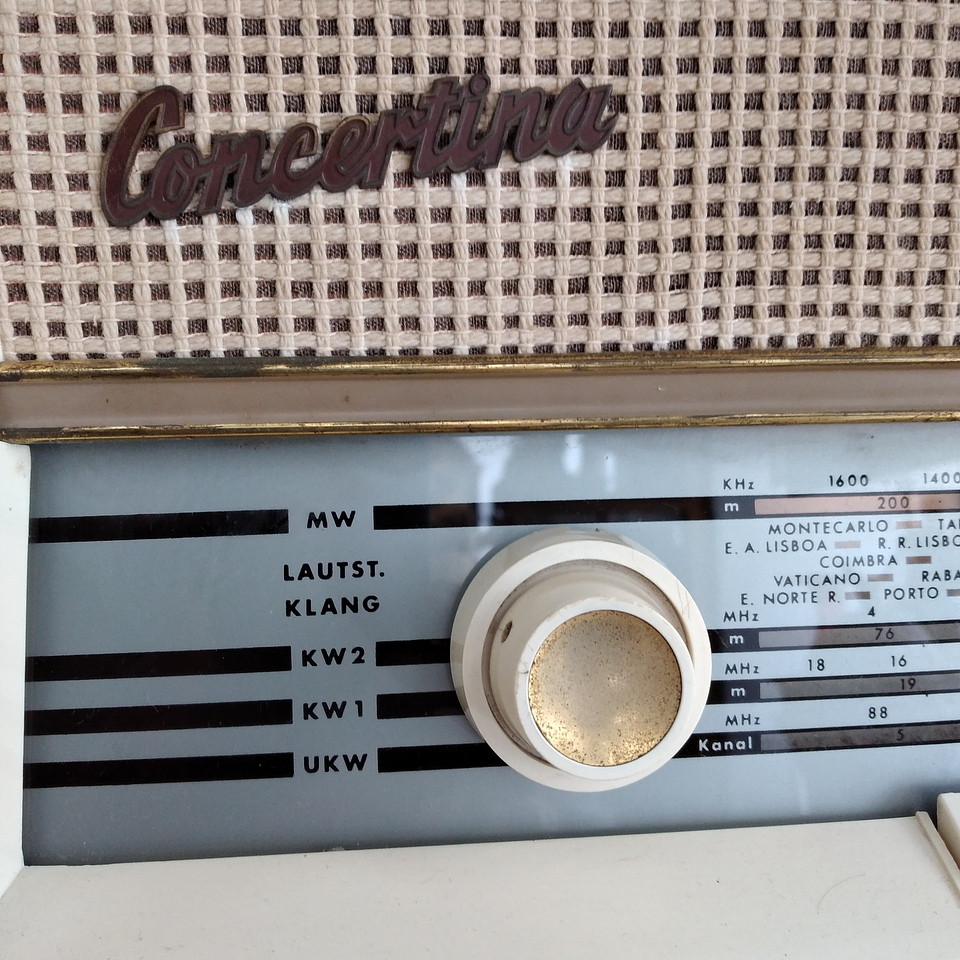 Concertina
KHz 1600 1400
MW m 200
MONTECARLO
E. A. LISBOA R. R. LISBO
LAUTST. COIMBRA
VATICANO RABA
KLANG E. NORTE R. PORTO
MHz 4
KW2 m 76
MHz 18 16
KW1 m 19
MHz 88
UKW Kanal 5